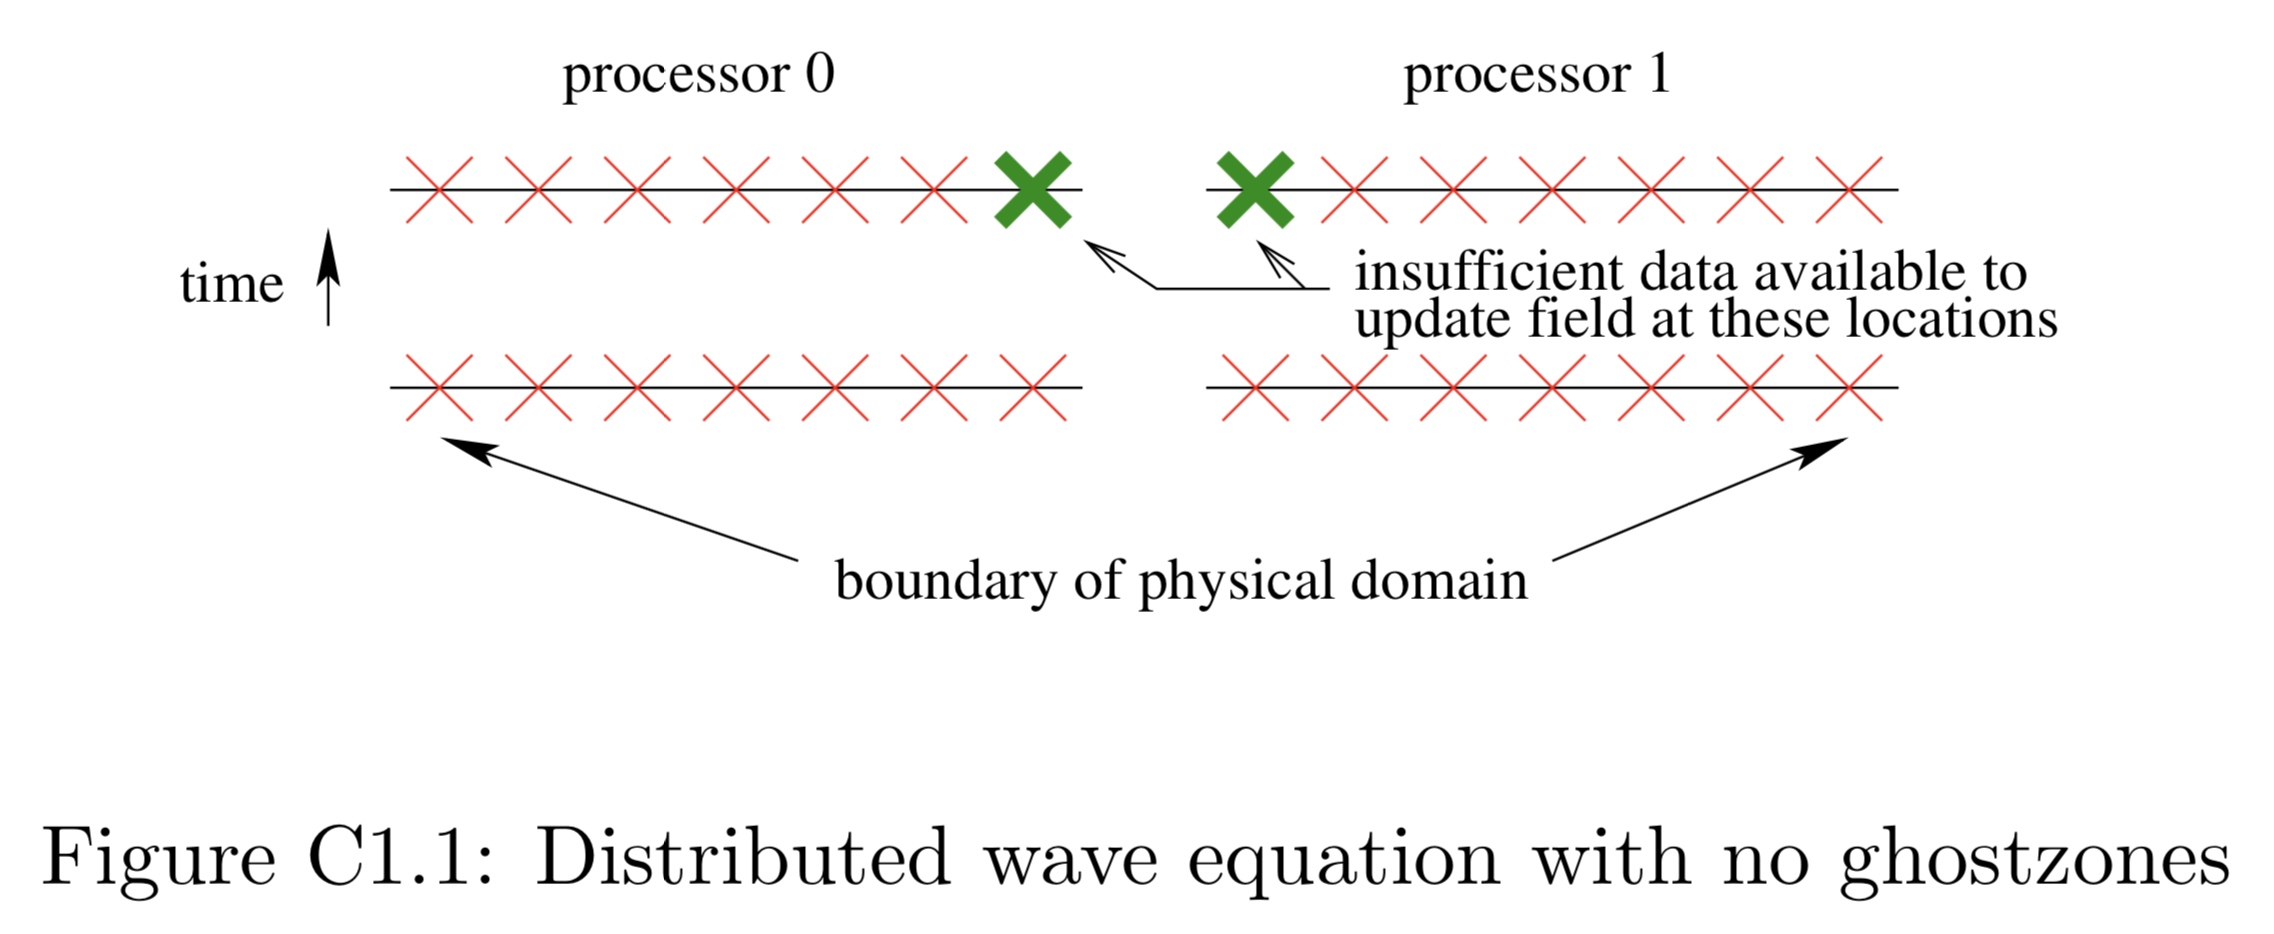 processor 0
processor 1
time
insufficient data available to
update field at these locations
boundary of physical domain
Figure C1.1: Distributed wave equation with no ghostzones